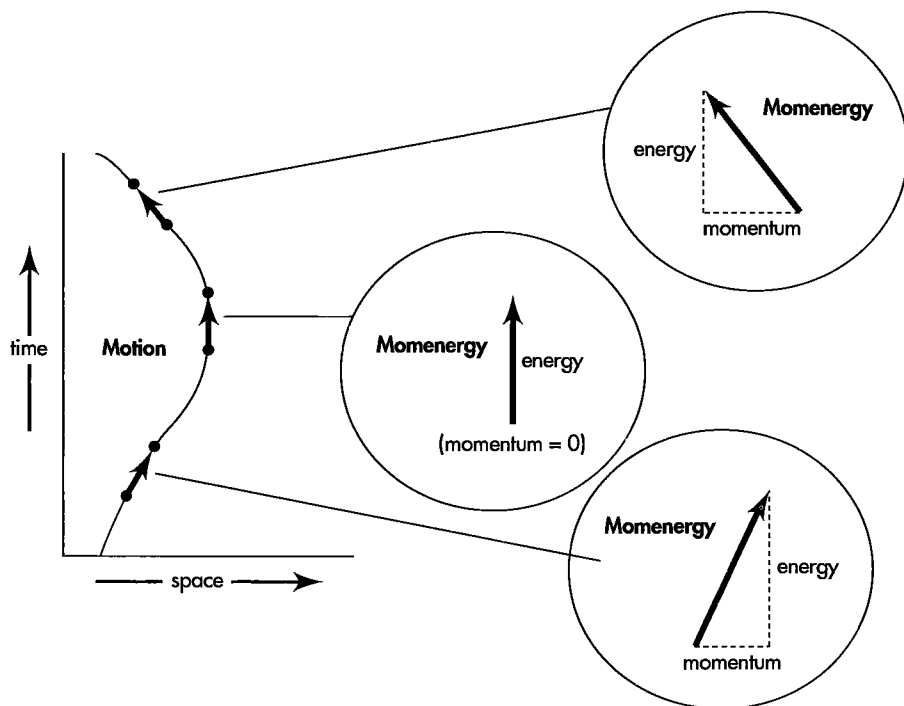 Momenergy
energy
momentum
time
Motion
Momenergy
energy
(momentum = 0)
Momenergy
energy
momentum
space